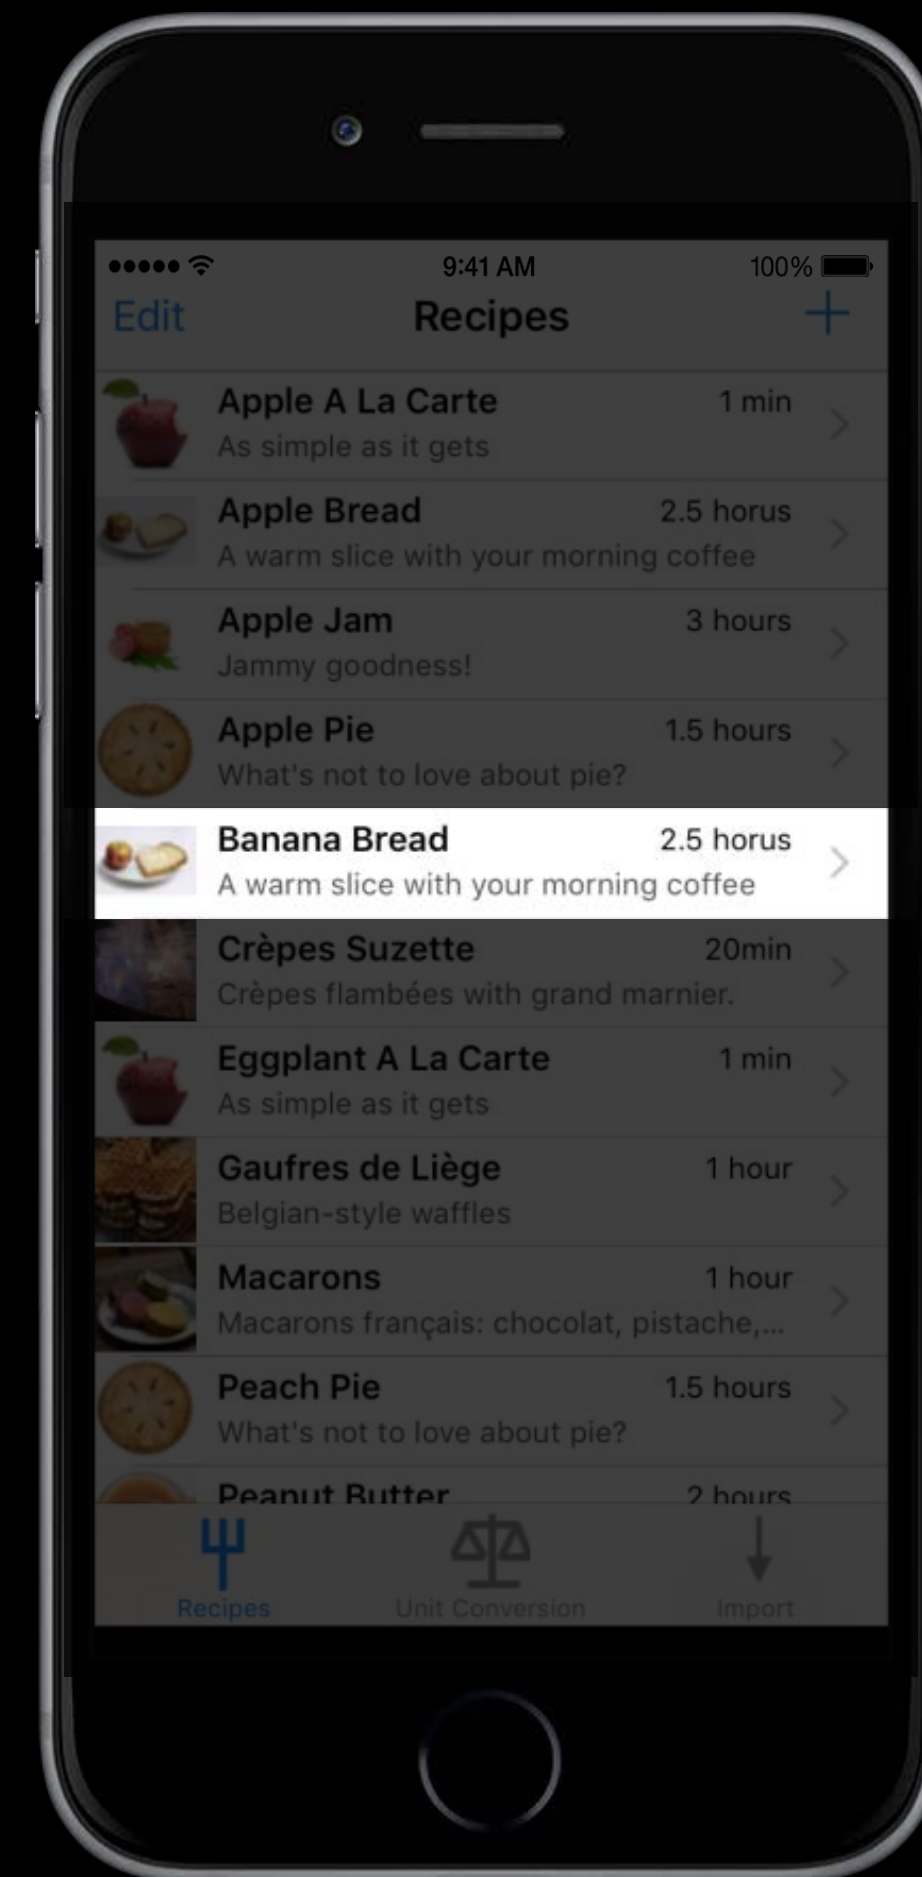 9:41 AM 100%
Edit Recipes +
Apple A La Carte 1 min
As simple as it gets
Apple Bread 2.5 horus
A warm slice with your morning coffee
Apple Jam 3 hours
Jammy goodness!
Apple Pie 1.5 hours
What's not to love about pie?
Banana Bread 2.5 horus
A warm slice with your morning coffee
Crèpes Suzette 20min
Crèpes flambées with grand marnier.
Eggplant A La Carte 1 min
As simple as it gets
Gaufres de Liège 1 hour
Belgian-style waffles
Macarons 1 hour
Macarons français: chocolat, pistache,...
Peach Pie 1.5 hours
What's not to love about pie?
Peanut Butter 2 hours
Recipes Unit Conversion Import